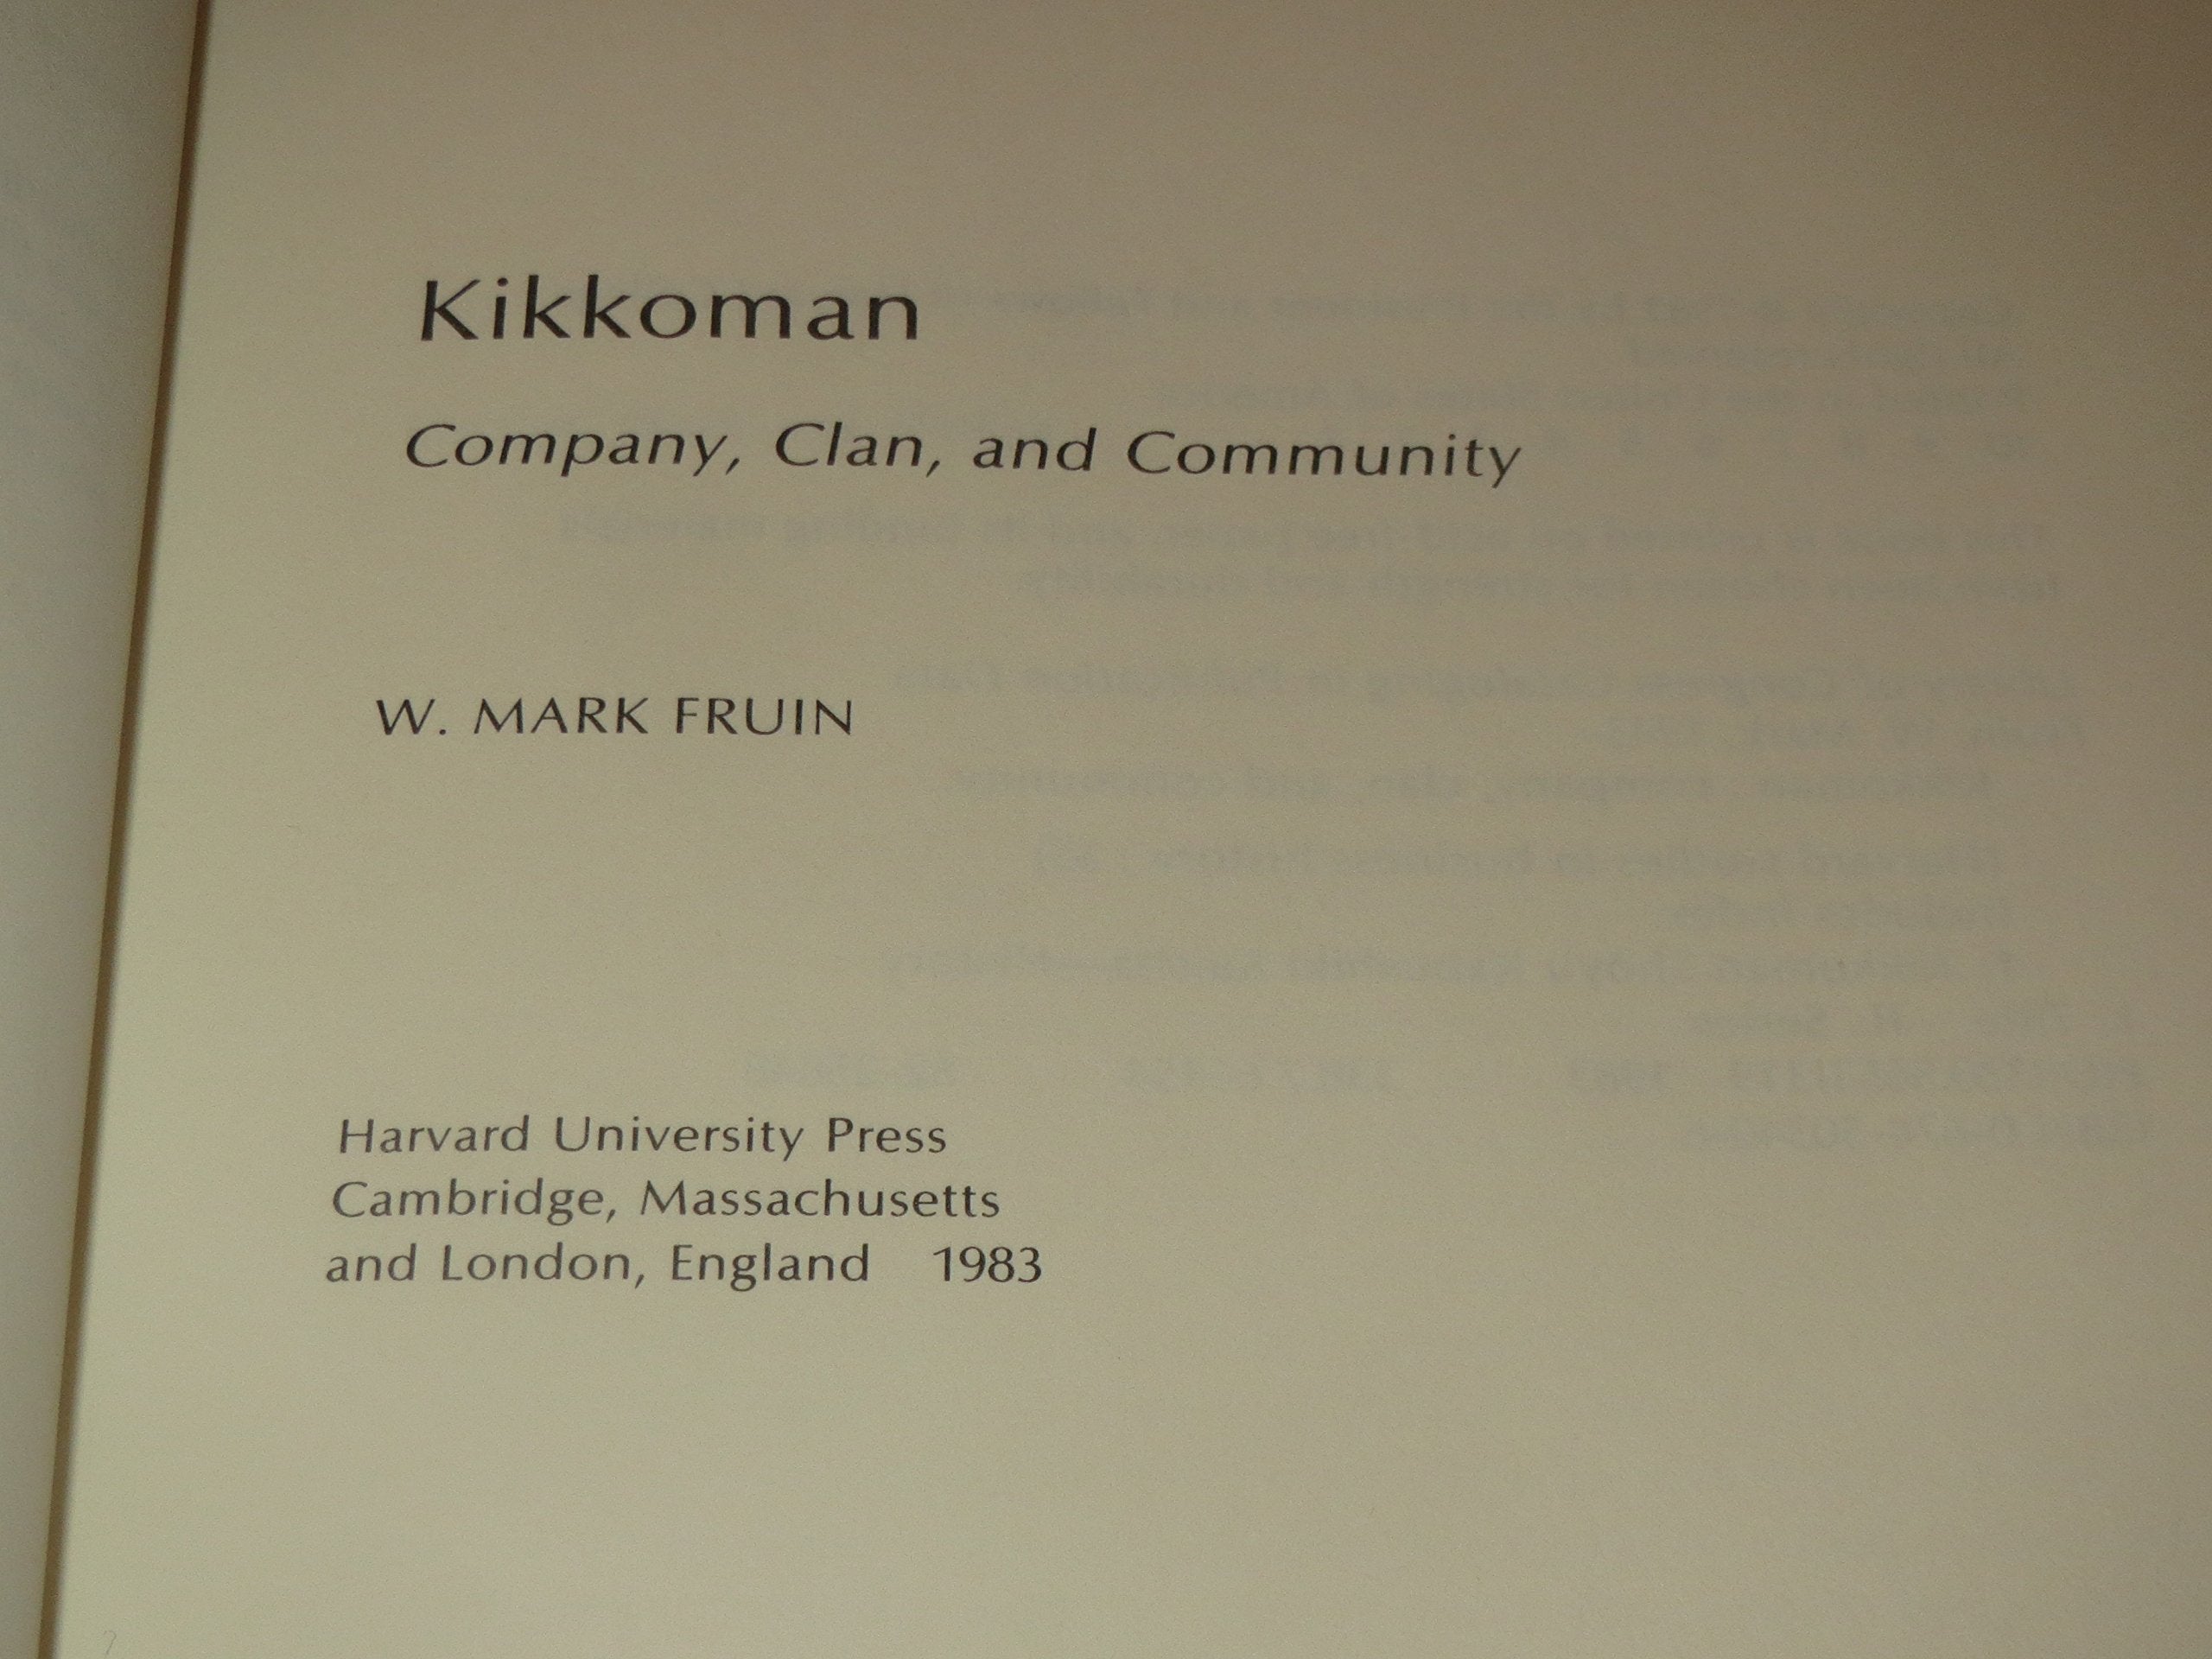 Kikkoman
Company, Clan, and Community
W. MARK FRUIN
Harvard University Press
Cambridge, Massachusetts
and London, England 1983